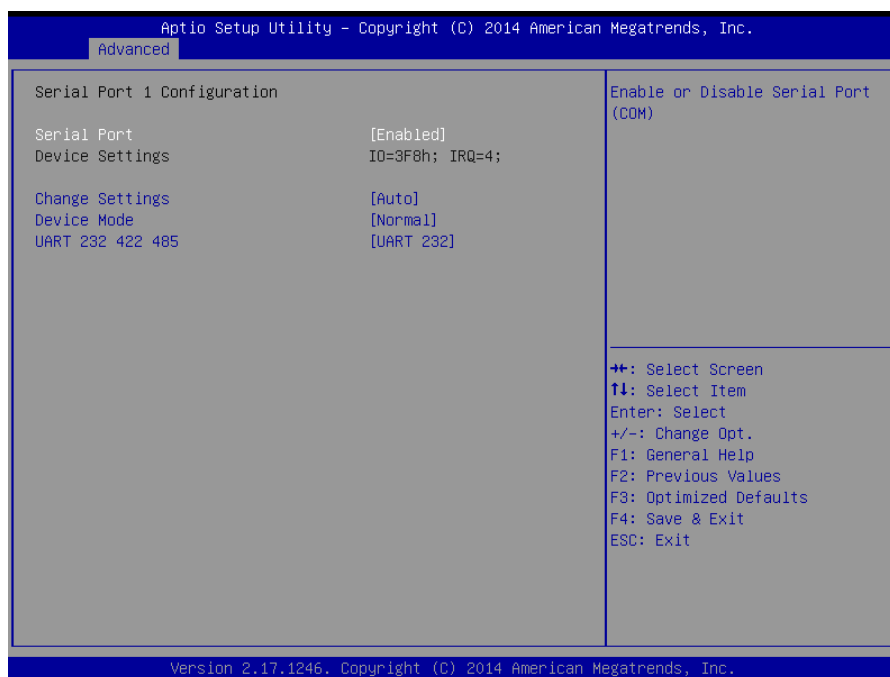 Aptio Setup Utility – Copyright (C) 2014 American Megatrends, Inc.
Advanced
Serial Port 1 Configuration
Serial Port [Enabled]
Device Settings IO=3F8h; IRQ=4;
Change Settings [Auto]
Device Mode [Normal]
UART 232 422 485 [UART 232]
Enable or Disable Serial Port
(COM)
→←: Select Screen
↑↓: Select Item
Enter: Select
+/-: Change Opt.
F1: General Help
F2: Previous Values
F3: Optimized Defaults
F4: Save & Exit
ESC: Exit
Version 2.17.1246. Copyright (C) 2014 American Megatrends, Inc.